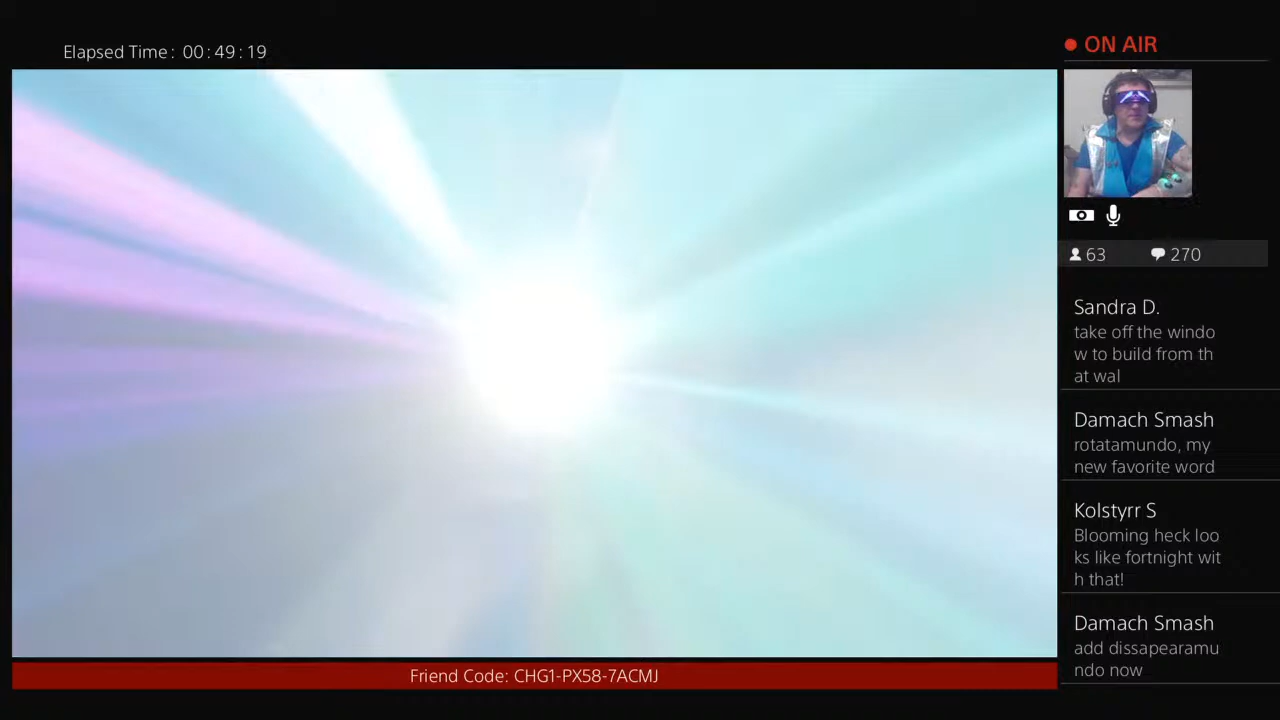 Elapsed Time: 00:49:19
ON AIR
63 270
Sandra D.
take off the windo
w to build from th
at wal
Damach Smash
rotatamundo, my
new favorite word
Kolstyrr S
Blooming heck loo
ks like fortnight wit
h that!
Damach Smash
add dissapearamu
ndo now
Friend Code: CHG1-PX58-7ACMJ